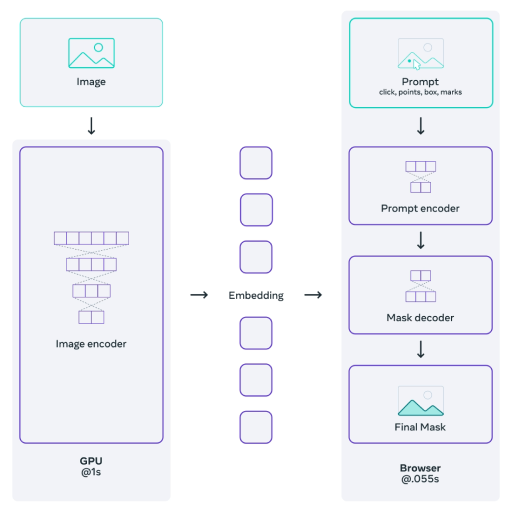 Image
Image encoder
GPU
@1s
Embedding
Prompt
click, points, box, marks
Prompt encoder
Mask decoder
Final Mask
Browser
@.055s